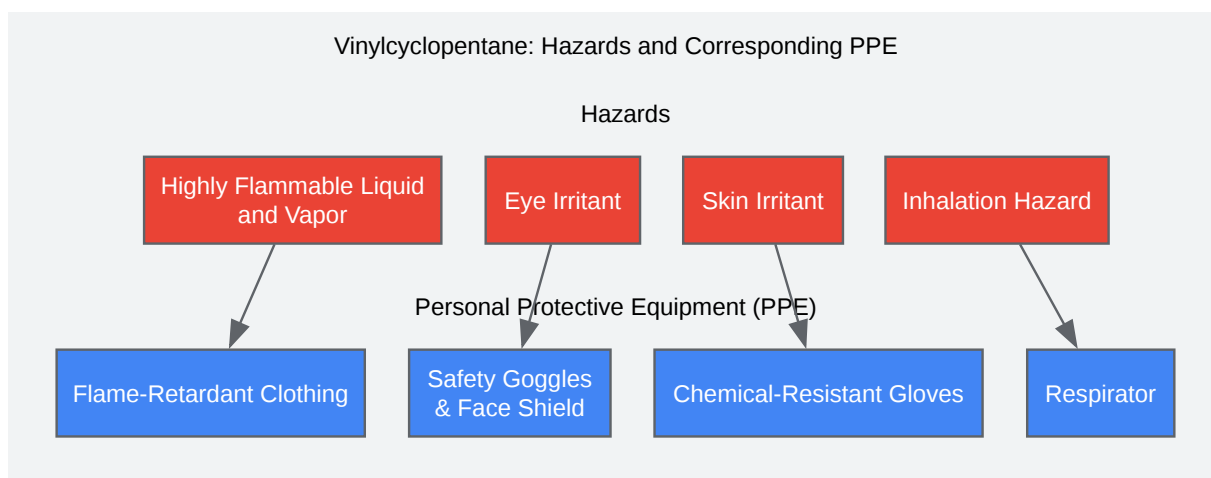 Vinylcyclopentane: Hazards and Corresponding PPE
Hazards
Highly Flammable Liquid
and Vapor
Eye Irritant
Skin Irritant
Inhalation Hazard
Personal Protective Equipment (PPE)
Flame-Retardant Clothing
Safety Goggles
& Face Shield
Chemical-Resistant Gloves
Respirator